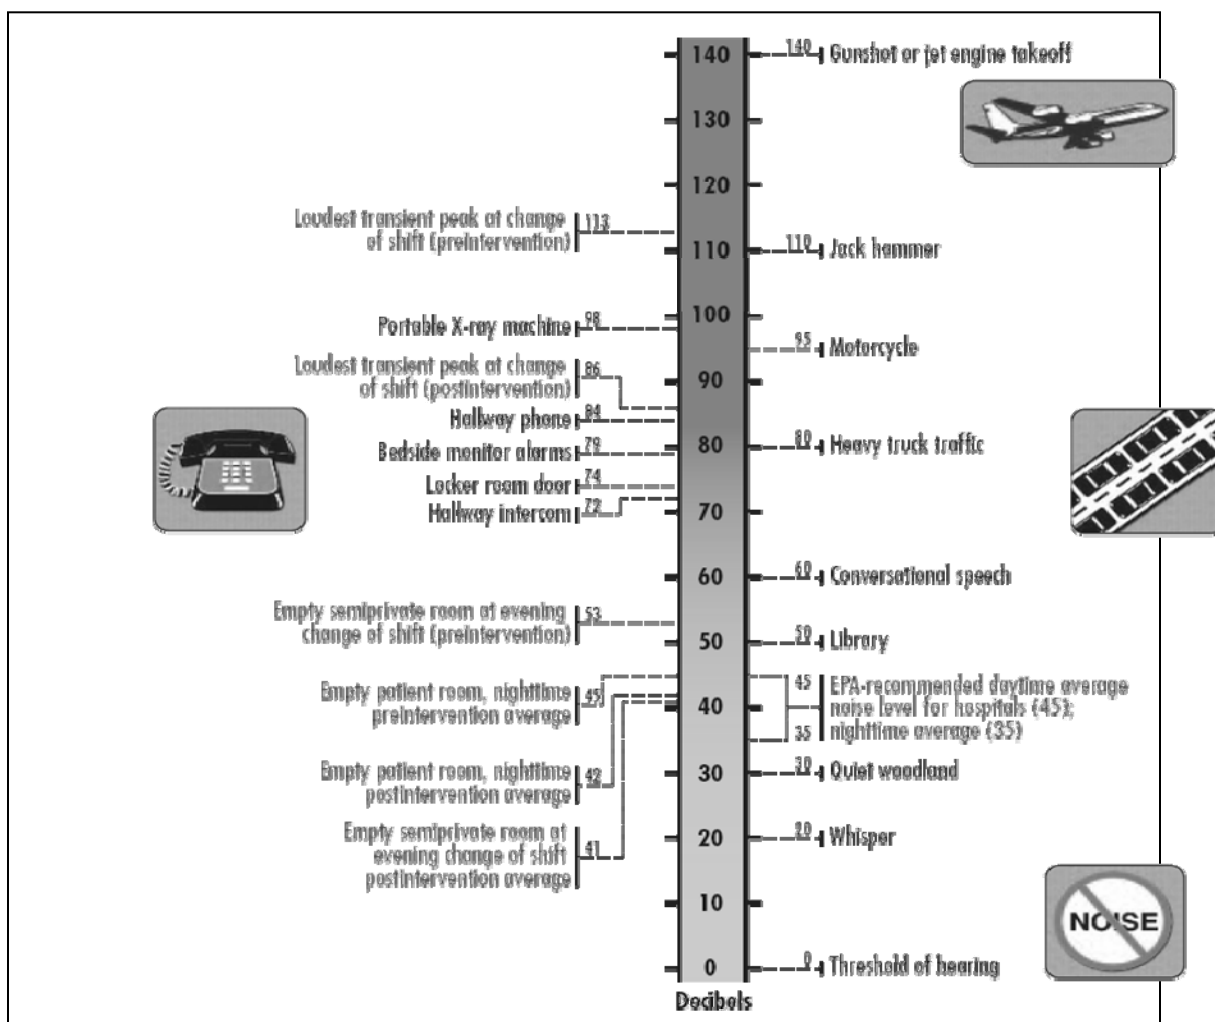 140
130
120
110
100
90
80
70
60
50
40
30
20
10
0
Decibels
113
Loudest transient peak at change
of shift (preintervention)
98
Portable X-ray machine
86
Loudest transient peak at change
of shift (postintervention)
84
Hallway phone
79
Bedside monitor alarms
74
Locker room door
72
Hallway intercom
53
Empty semiprivate room at evening
change of shift (preintervention)
45
Empty patient room, nighttime
preintervention average
42
Empty patient room, nighttime
postintervention average
41
Empty semiprivate room at
evening change of shift
postintervention average
140 Gunshot or jet engine takeoff
110 Jack hammer
95 Motorcycle
80 Heavy truck traffic
60 Conversational speech
50 Library
45
35
EPA-recommended daytime average
noise level for hospitals (45);
nighttime average (35)
30 Quiet woodland
20 Whisper
0 Threshold of hearing
NOISE